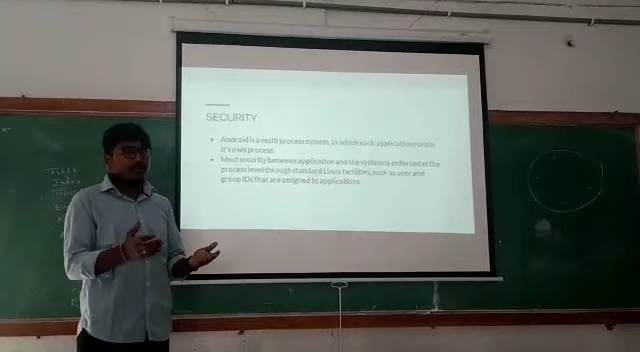 SECURITY
Android is a multi process system, in which each application runs in
it's own process.
Most security between application and the system is enforced at the
process level through standard Linux facilities, such as user and
group IDs that are assigned to applications.
Index